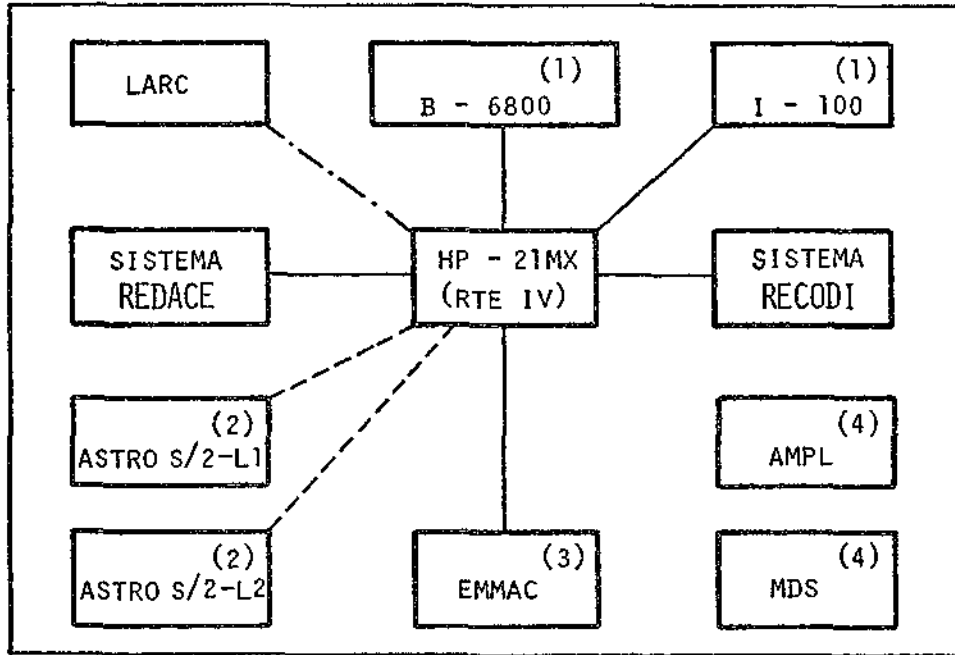 LARC
(1)
B - 6800
(1)
I - 100
SISTEMA
REDACE
HP - 21MX
(RTE IV)
SISTEMA
RECODI
(2)
ASTRO S/2-L1
(4)
AMPL
(2)
ASTRO S/2-L2
(3)
EMMAC
(4)
MDS